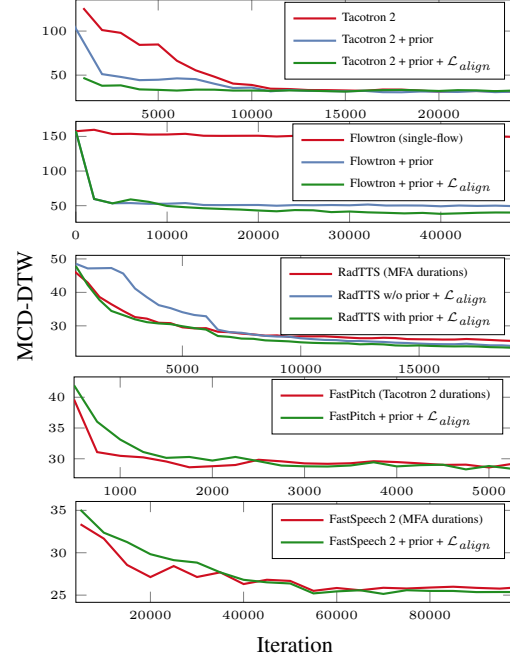 MCD-DTW
100
50
5000
10000
15000
20000
Tacotron 2
Tacotron 2 + prior
Tacotron 2 + prior + ℒalign
150
100
50
0
10000
20000
30000
40000
Flowtron (single-flow)
Flowtron + prior
Flowtron + prior + ℒalign
50
40
30
5000
10000
15000
RadTTS (MFA durations)
RadTTS w/o prior + ℒalign
RadTTS with prior + ℒalign
40
35
30
1000
2000
3000
4000
5000
FastPitch (Tacotron 2 durations)
FastPitch + prior + ℒalign
35
30
25
20000
40000
60000
80000
FastSpeech 2 (MFA durations)
FastSpeech 2 + prior + ℒalign
Iteration